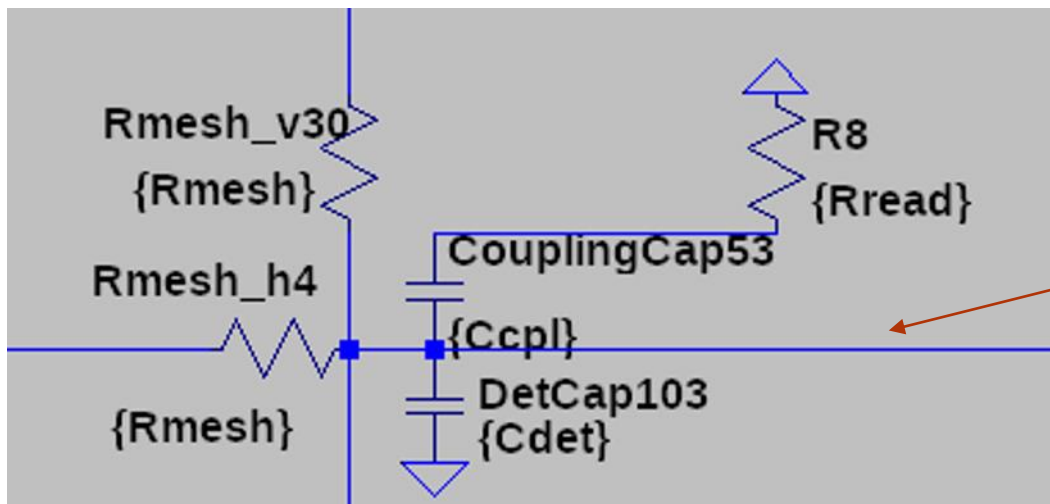 Rmesh_v30
{Rmesh}
R8
{Rread}
CouplingCap53
{Ccpl}
Rmesh_h4
{Rmesh}
DetCap103
{Cdet}